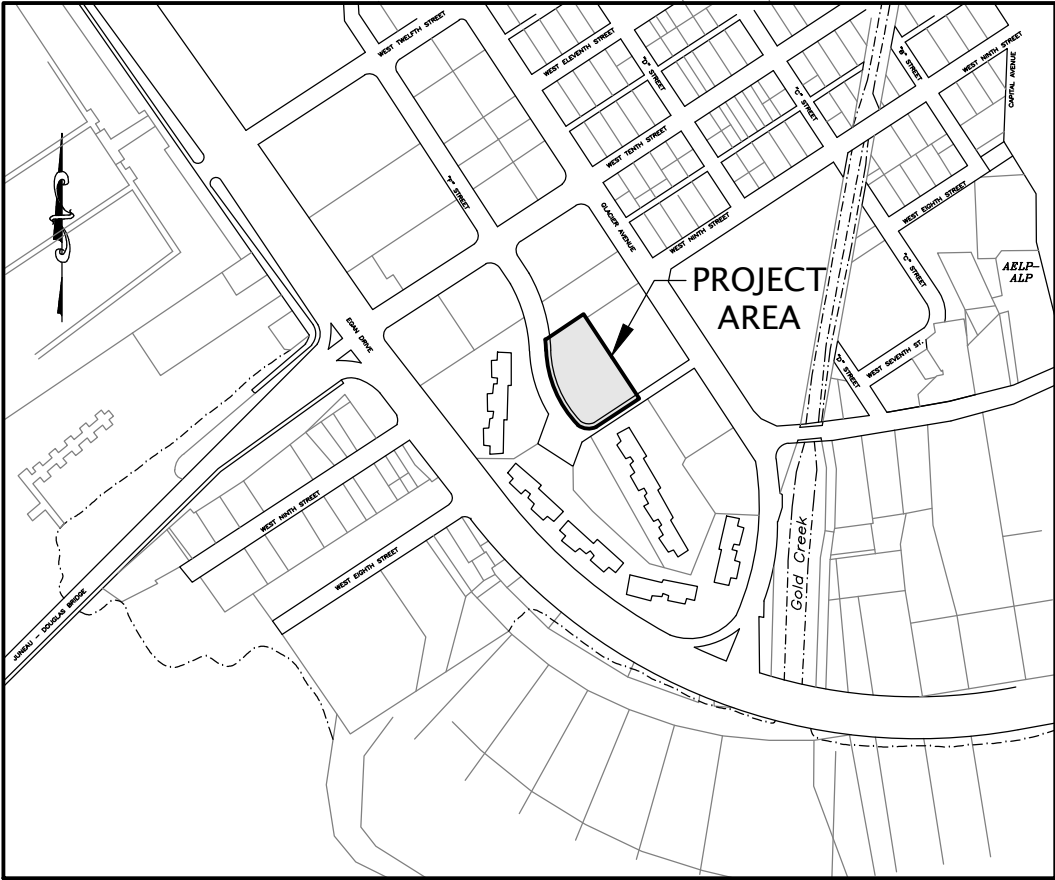 WEST TWELFTH STREET
WEST ELEVENTH STREET
"D" STREET
"B" STREET
WEST NINTH STREET
CAPITAL AVENUE
"C" STREET
WEST TENTH STREET
"F" STREET
GLACIER AVENUE
WEST NINTH STREET
WEST EIGHTH STREET
"C" STREET
AELP-
ALP
PROJECT
AREA
EGAN DRIVE
"D" STREET
WEST SEVENTH ST.
WEST NINTH STREET
WEST EIGHTH STREET
Gold Creek
JUNEAU - DOUGLAS BRIDGE